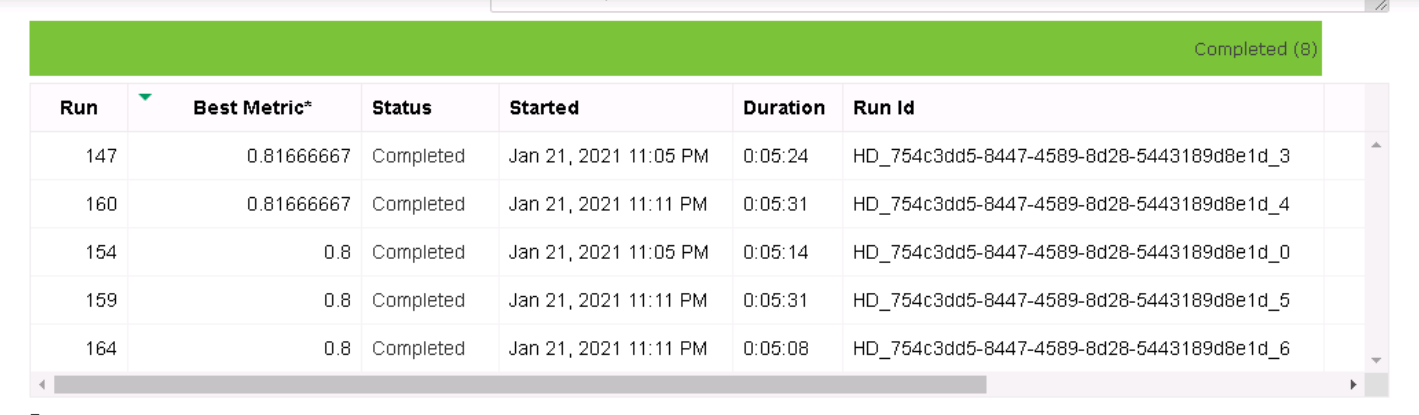 Completed (8)
Run Best Metric* Status Started Duration Run Id
147 0.81666667 Completed Jan 21, 2021 11:05 PM 0:05:24 HD_754c3dd5-8447-4589-8d28-5443189d8e1d_3
160 0.81666667 Completed Jan 21, 2021 11:11 PM 0:05:31 HD_754c3dd5-8447-4589-8d28-5443189d8e1d_4
154 0.8 Completed Jan 21, 2021 11:05 PM 0:05:14 HD_754c3dd5-8447-4589-8d28-5443189d8e1d_0
159 0.8 Completed Jan 21, 2021 11:11 PM 0:05:31 HD_754c3dd5-8447-4589-8d28-5443189d8e1d_5
164 0.8 Completed Jan 21, 2021 11:11 PM 0:05:08 HD_754c3dd5-8447-4589-8d28-5443189d8e1d_6